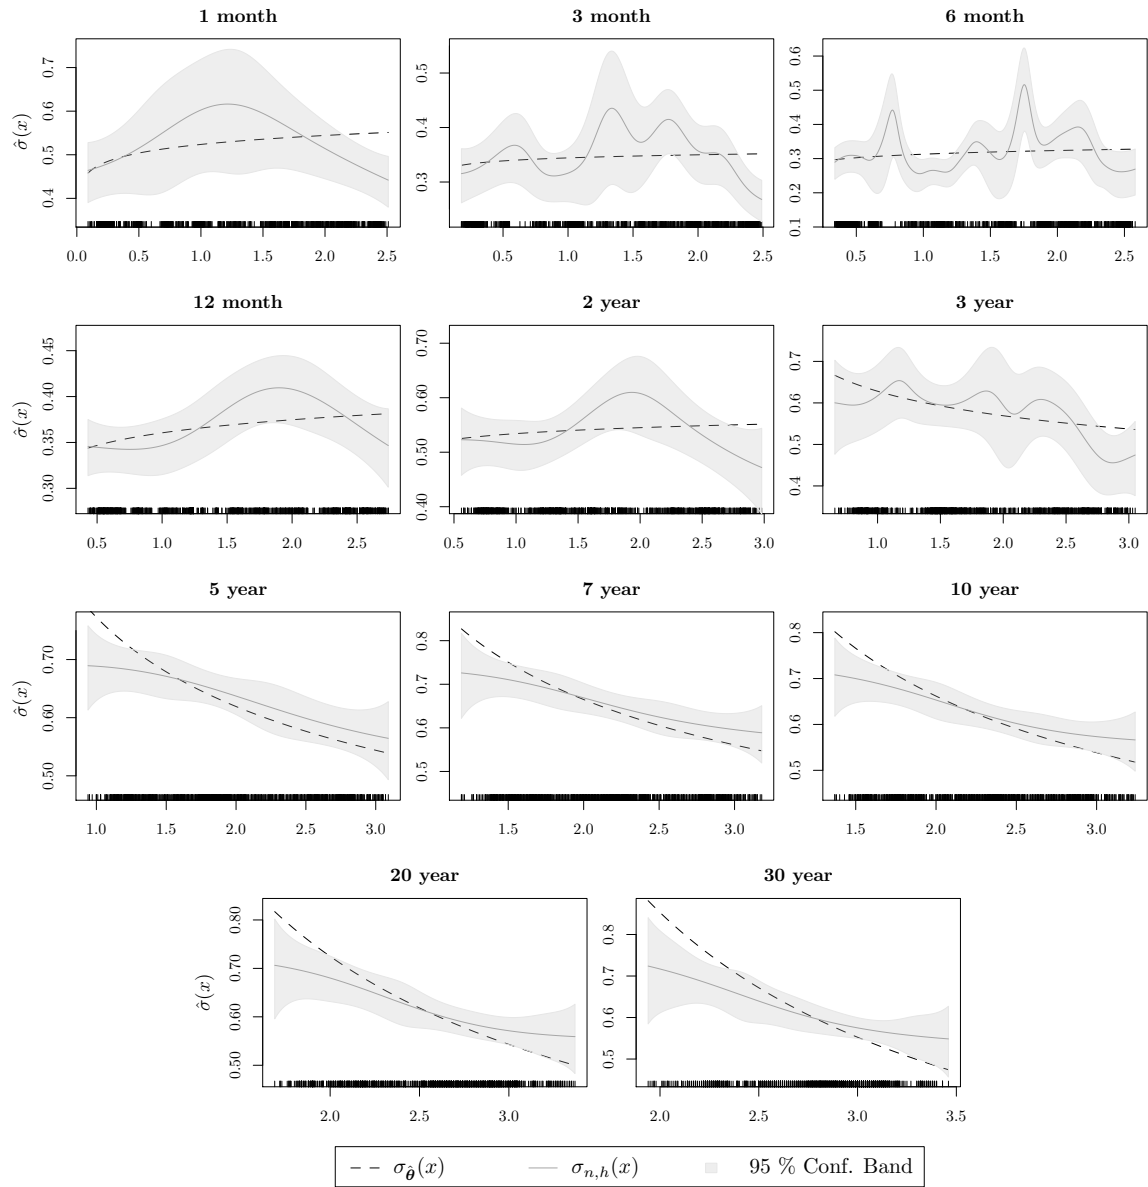 1 month 3 month 6 month
σ̂(x) 0.4 0.5 0.6 0.7
0.3 0.4 0.5
0.1 0.2 0.3 0.4 0.5 0.6
0.0 0.5 1.0 1.5 2.0 2.5
0.5 1.0 1.5 2.0 2.5
0.5 1.0 1.5 2.0 2.5
12 month 2 year 3 year
σ̂(x) 0.30 0.35 0.40 0.45
0.40 0.50 0.60 0.70
0.4 0.5 0.6 0.7
0.5 1.0 1.5 2.0 2.5
0.5 1.0 1.5 2.0 2.5 3.0
1.0 1.5 2.0 2.5 3.0
5 year 7 year 10 year
σ̂(x) 0.50 0.60 0.70
0.5 0.6 0.7 0.8
0.5 0.6 0.7 0.8
1.0 1.5 2.0 2.5 3.0
1.5 2.0 2.5 3.0
1.5 2.0 2.5 3.0
20 year 30 year
σ̂(x) 0.50 0.60 0.70 0.80
0.5 0.6 0.7 0.8
2.0 2.5 3.0
2.0 2.5 3.0 3.5
σ_θ̂(x) σ_{n,h}(x) 95 % Conf. Band